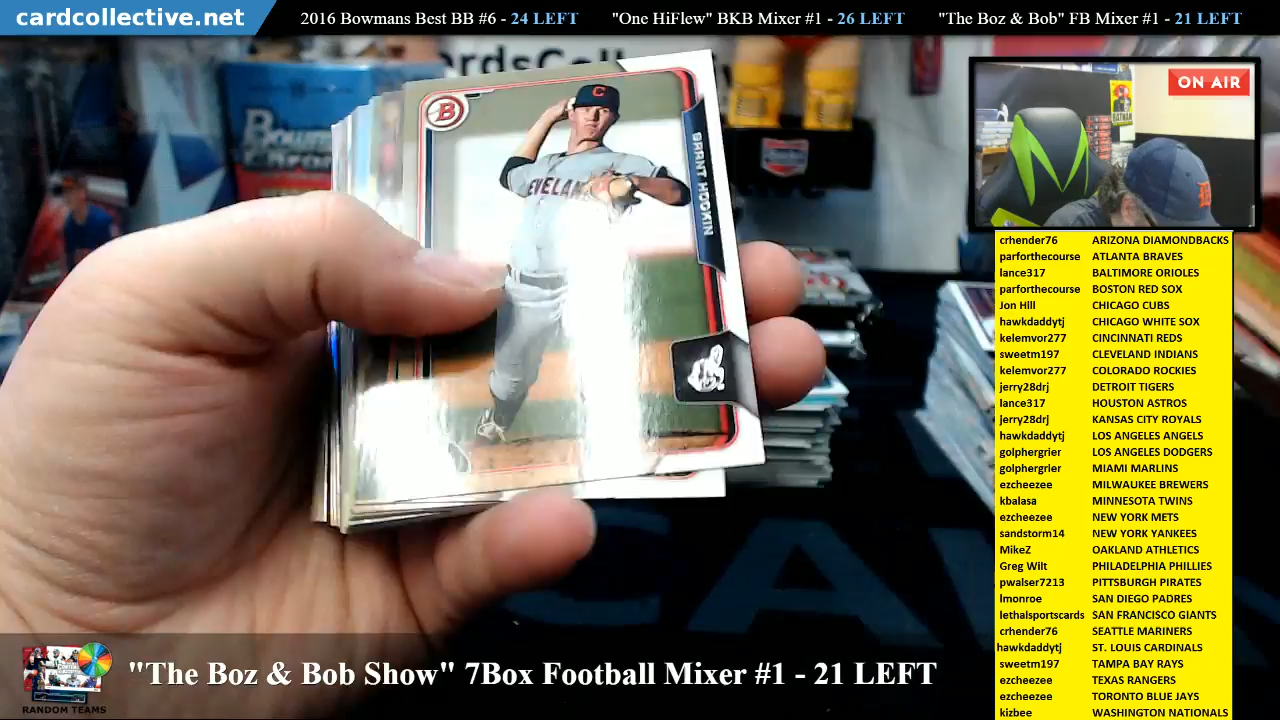 cardcollective.net
2016 Bowmans Best BB #6 - 24 LEFT
"One HiFlew" BKB Mixer #1 - 26 LEFT
"The Boz & Bob" FB Mixer #1 - 21 LEFT
ON AIR
B
C
GRANT HOCKIN
CLEVELAND
crhender76 ARIZONA DIAMONDBACKS
parforthecourse ATLANTA BRAVES
lance317 BALTIMORE ORIOLES
parforthecourse BOSTON RED SOX
Jon Hill CHICAGO CUBS
hawkdaddytj CHICAGO WHITE SOX
kelemvor277 CINCINNATI REDS
sweetm197 CLEVELAND INDIANS
kelemvor277 COLORADO ROCKIES
jerry28drj DETROIT TIGERS
lance317 HOUSTON ASTROS
jerry28drj KANSAS CITY ROYALS
hawkdaddytj LOS ANGELES ANGELS
golphergrier LOS ANGELES DODGERS
golphergrier MIAMI MARLINS
ezcheezee MILWAUKEE BREWERS
kbalasa MINNESOTA TWINS
ezcheezee NEW YORK METS
sandstorm14 NEW YORK YANKEES
MikeZ OAKLAND ATHLETICS
Greg Wilt PHILADELPHIA PHILLIES
pwalser7213 PITTSBURGH PIRATES
lmonroe SAN DIEGO PADRES
lethalsportscards SAN FRANCISCO GIANTS
crhender76 SEATTLE MARINERS
hawkdaddytj ST. LOUIS CARDINALS
sweetm197 TAMPA BAY RAYS
ezcheezee TEXAS RANGERS
ezcheezee TORONTO BLUE JAYS
kizbee WASHINGTON NATIONALS
RANDOM TEAMS
"The Boz & Bob Show" 7Box Football Mixer #1 - 21 LEFT